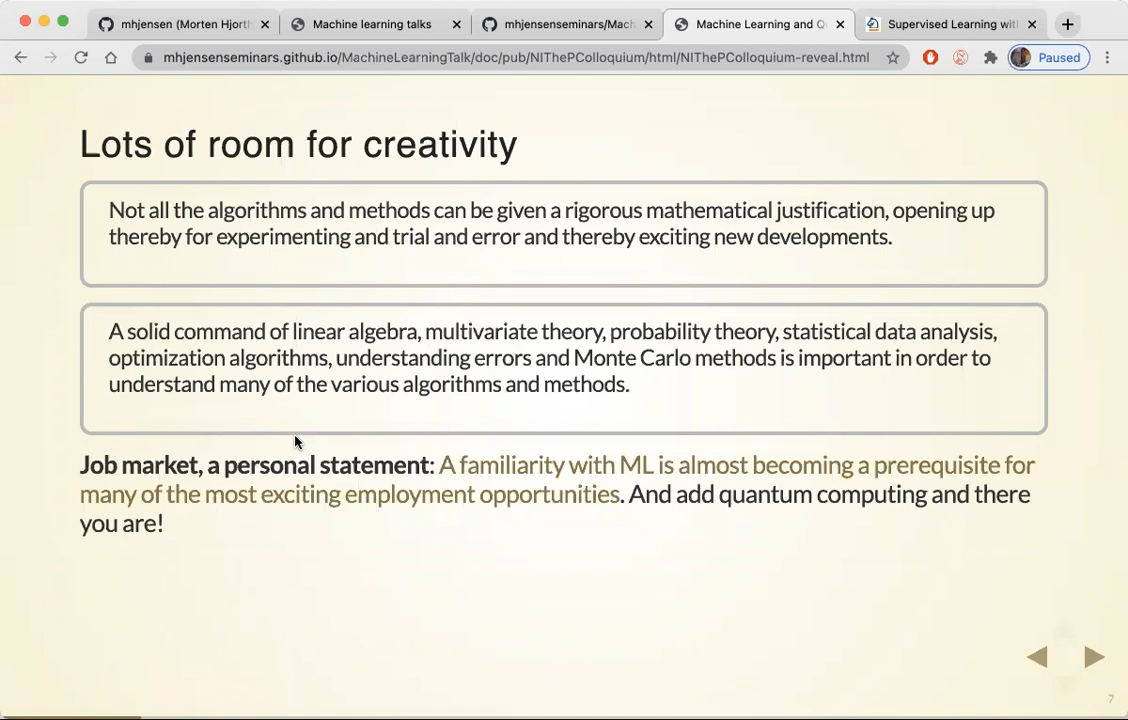 mhjensen (Morten Hjorth
Machine learning talks
mhjensenseminars/Mach
Machine Learning and Q
Supervised Learning wit
mhjensenseminars.github.io/MachineLearningTalk/doc/pub/NIThePColloquium/html/NIThePColloquium-reveal.html
Paused
Lots of room for creativity
Not all the algorithms and methods can be given a rigorous mathematical justification, opening up
thereby for experimenting and trial and error and thereby exciting new developments.
A solid command of linear algebra, multivariate theory, probability theory, statistical data analysis,
optimization algorithms, understanding errors and Monte Carlo methods is important in order to
understand many of the various algorithms and methods.
Job market, a personal statement: A familiarity with ML is almost becoming a prerequisite for
many of the most exciting employment opportunities. And add quantum computing and there
you are!
7